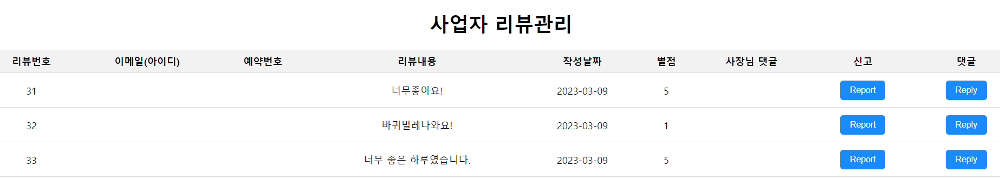 사업자 리뷰관리
리뷰번호 이메일(아이디) 예약번호 리뷰내용 작성날짜 별점 사장님 댓글 신고 댓글
31 너무좋아요! 2023-03-09 5 Report Reply
32 바퀴벌레나와요! 2023-03-09 1 Report Reply
33 너무 좋은 하루였습니다. 2023-03-09 5 Report Reply